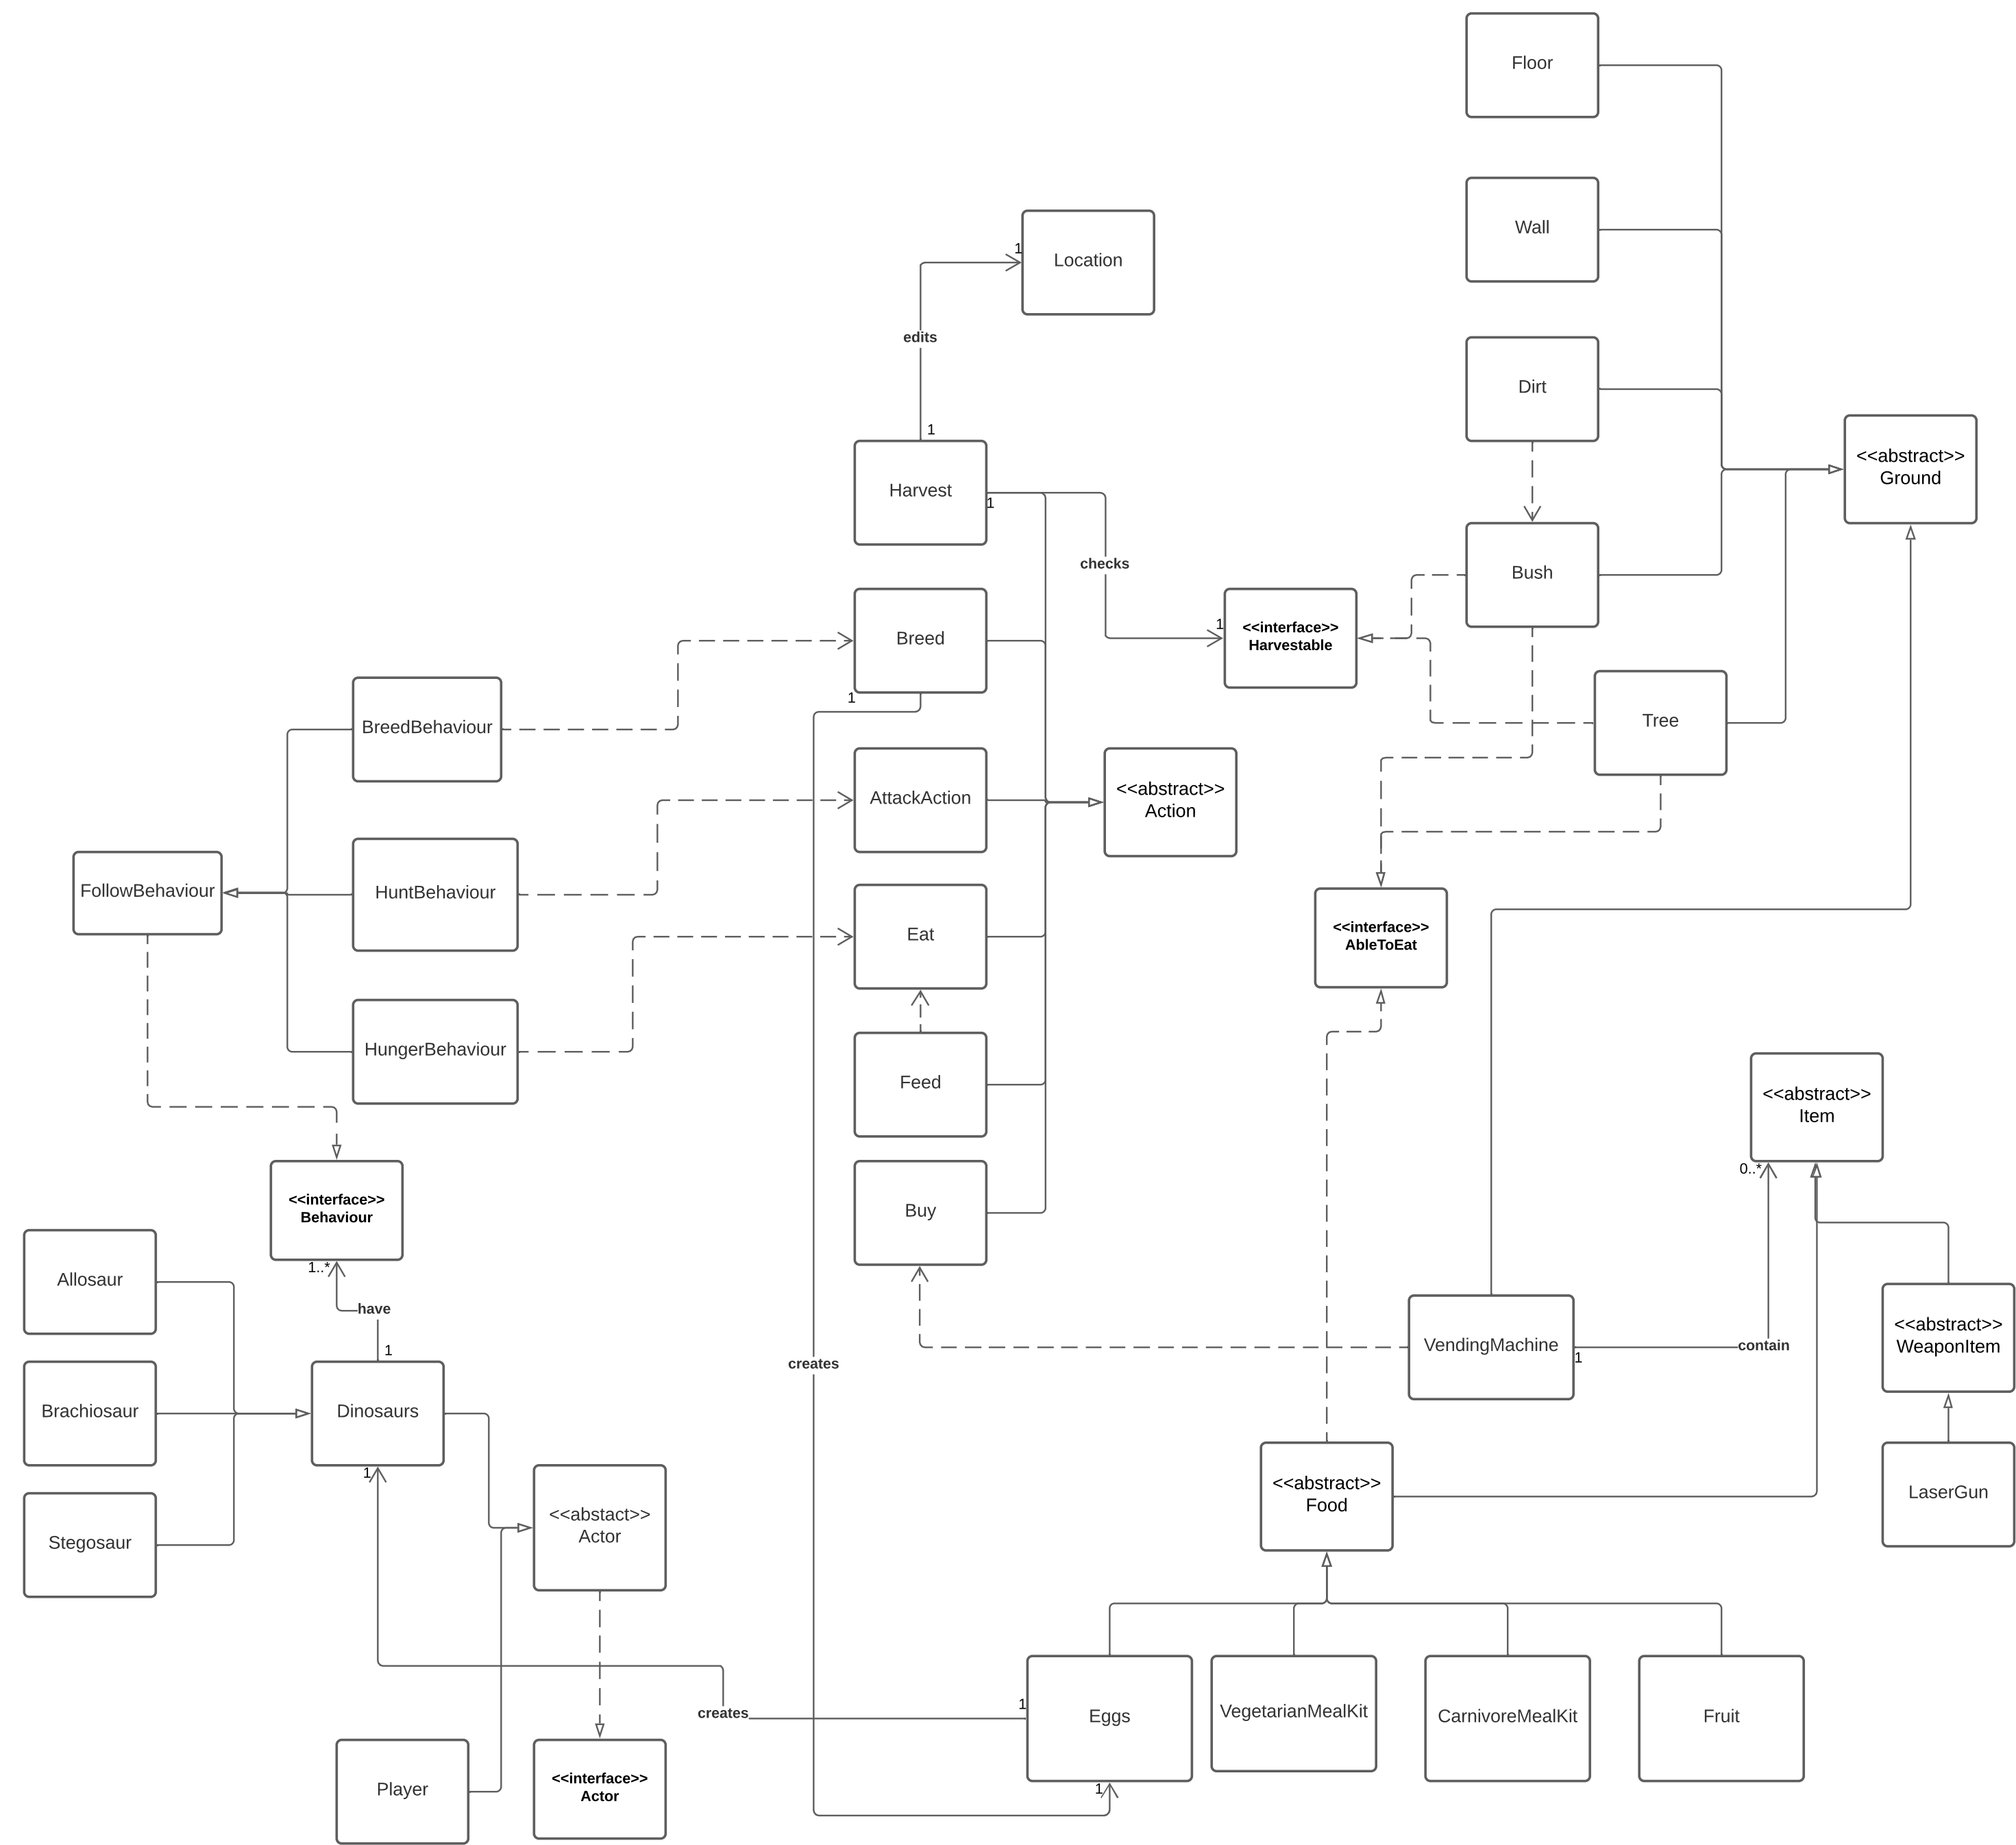 Floor
Wall
Location
1
edits
Dirt
1
Harvest
1
<<abstract>>
Ground
checks
Bush
Breed
1
<<interface>>
Harvestable
1
BreedBehaviour
Tree
AttackAction
<<abstract>>
Action
FollowBehaviour
HuntBehaviour
Eat
<<interface>>
AbleToEat
HungerBehaviour
Feed
<<abstract>>
Item
0..*
<<interface>>
Behaviour
1..*
Buy
Allosaur
have
1
creates
VendingMachine
1
contain
<<abstract>>
WeaponItem
Brachiosaur
Dinosaurs
1
<<abstact>>
Actor
<<abstract>>
Food
LaserGun
Stegosaur
creates
1
Eggs
VegetarianMealKit
CarnivoreMealKit
Fruit
1
Player
<<interface>>
Actor